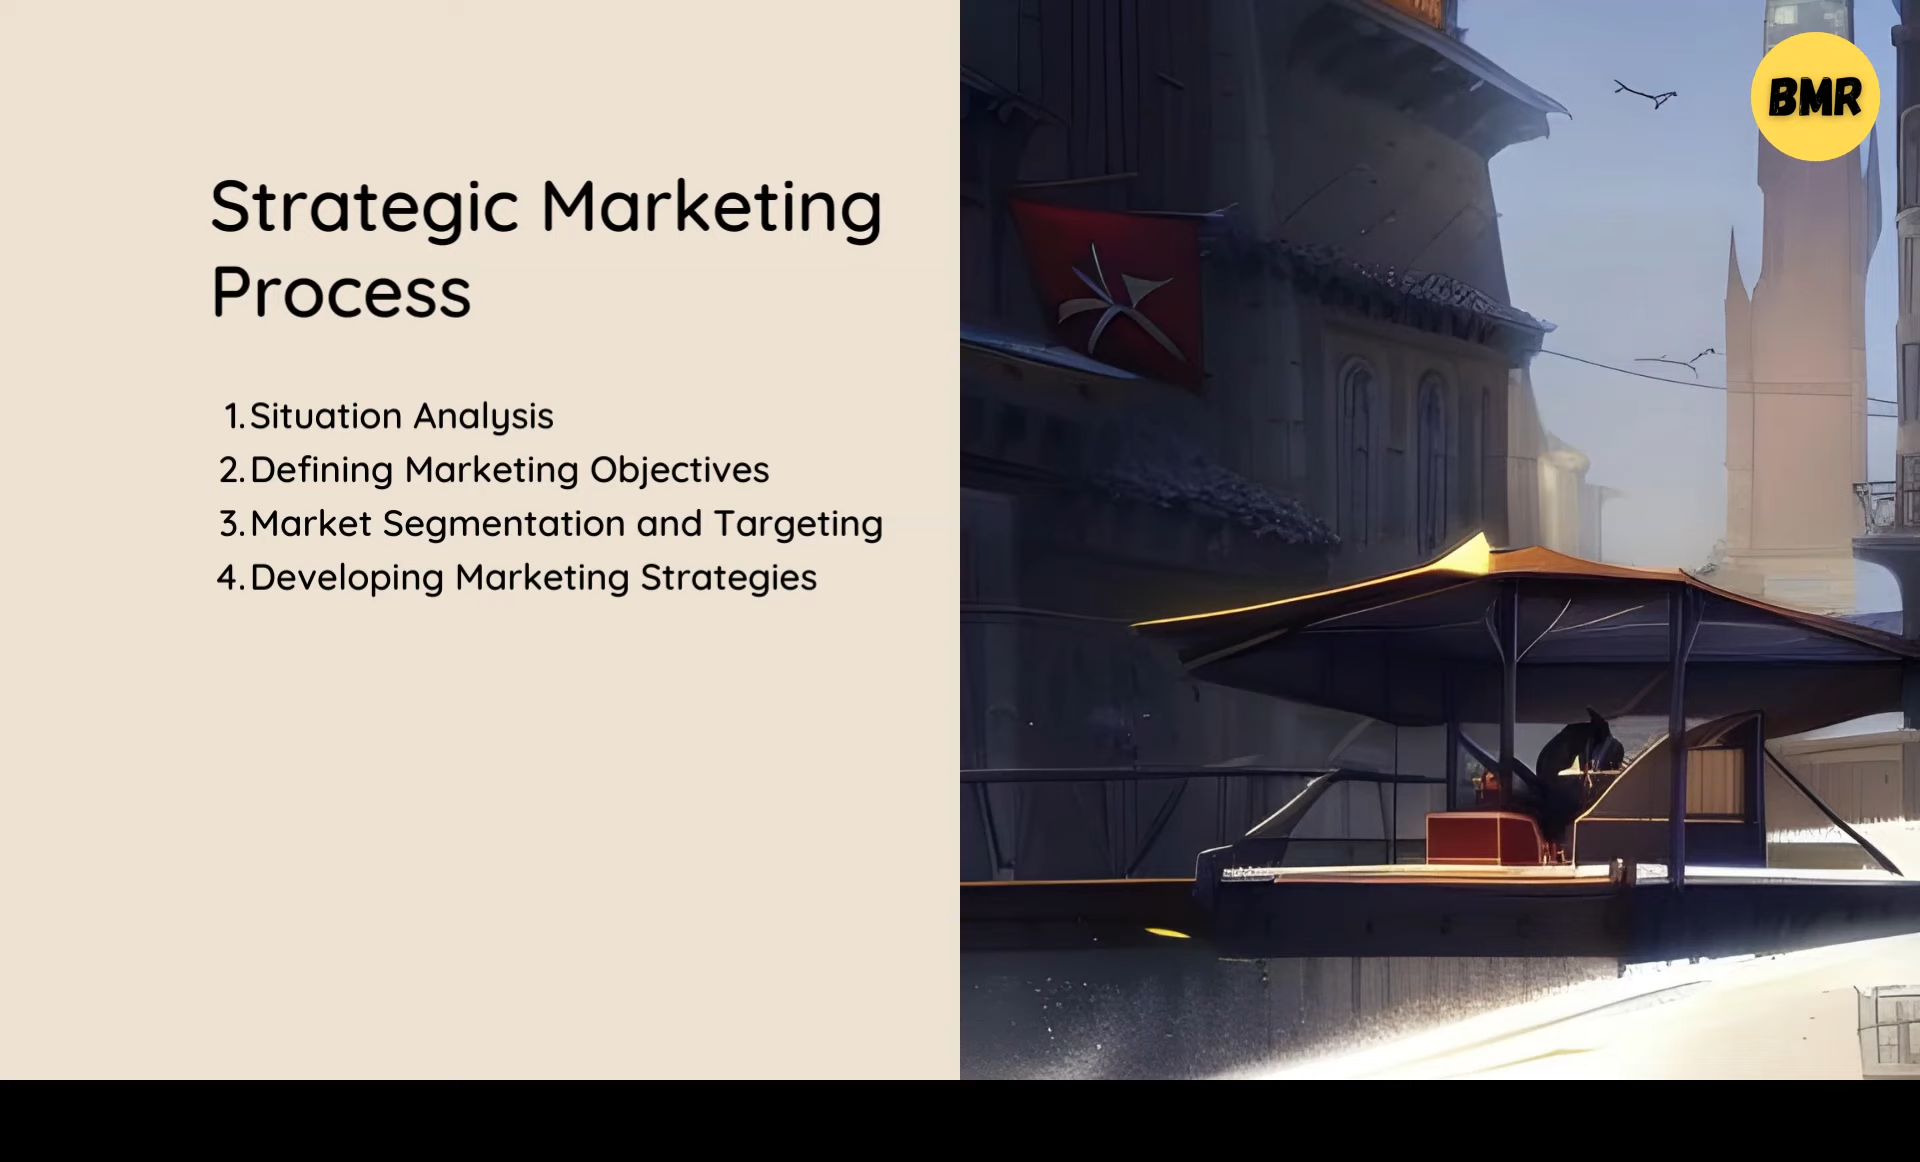 Strategic Marketing
Process
1. Situation Analysis
2. Defining Marketing Objectives
3. Market Segmentation and Targeting
4. Developing Marketing Strategies
BMR